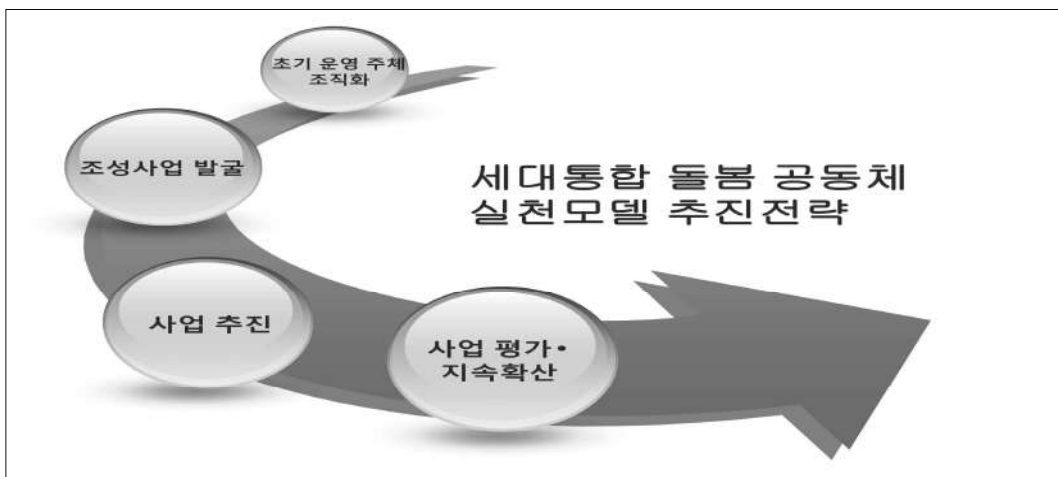 초기 운영 주체
조직화
조성사업 발굴
세대통합 돌봄 공동체
실천모델 추진전략
사업 추진
사업 평가•
지속확산